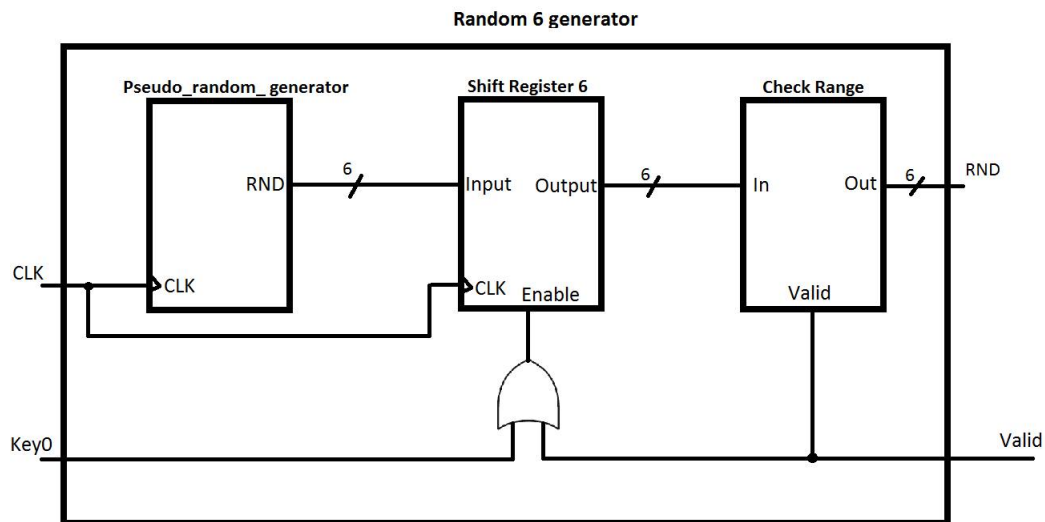 Random 6 generator
Pseudo_random_ generator
Shift Register 6
Check Range
6
6
6
RND
RND
Input
Output
In
Out
CLK
CLK
CLK
Enable
Valid
Key0
Valid